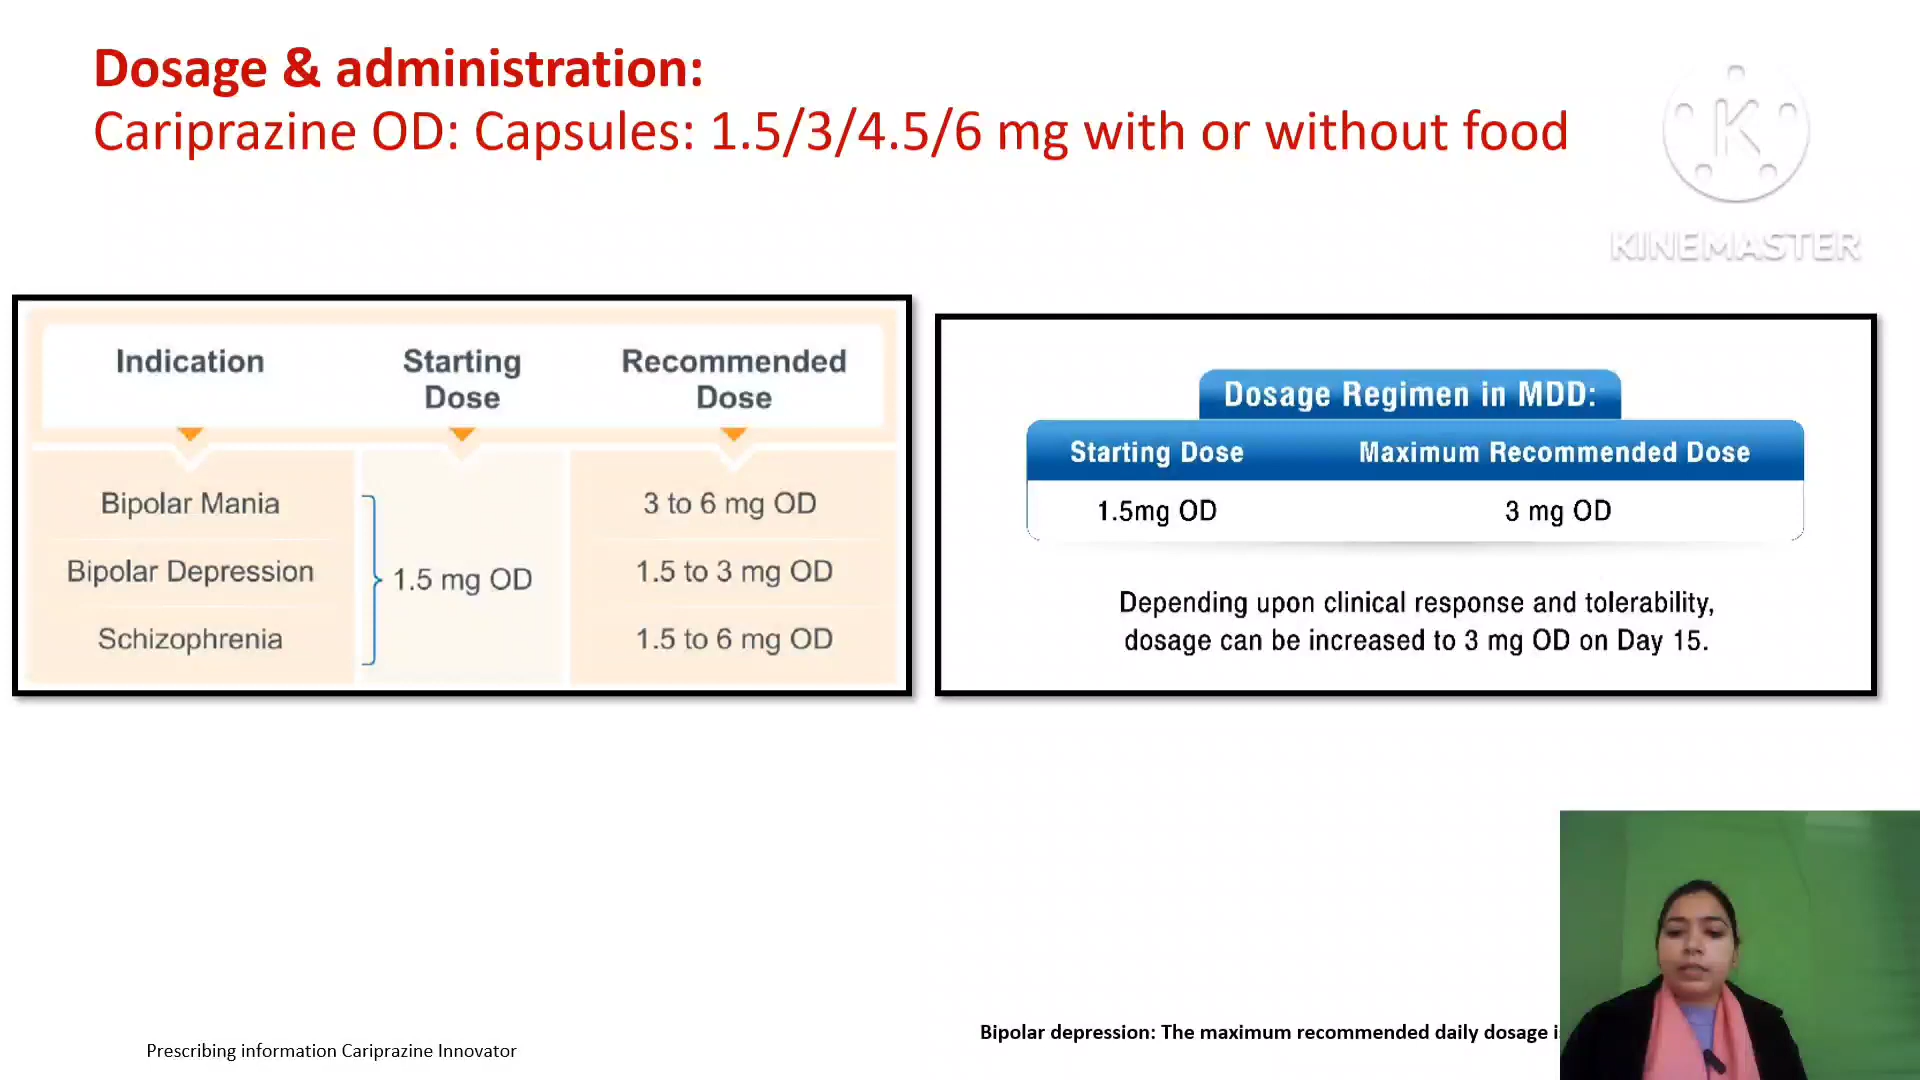 Dosage & administration:
Cariprazine OD: Capsules: 1.5/3/4.5/6 mg with or without food
K
KINEMASTER
Indication Starting Dose Recommended Dose
Bipolar Mania 3 to 6 mg OD
Bipolar Depression 1.5 mg OD 1.5 to 3 mg OD
Schizophrenia 1.5 to 6 mg OD
Dosage Regimen in MDD:
Starting Dose Maximum Recommended Dose
1.5mg OD 3 mg OD
Depending upon clinical response and tolerability,
dosage can be increased to 3 mg OD on Day 15.
Bipolar depression: The maximum recommended daily dosage
Prescribing information Cariprazine Innovator